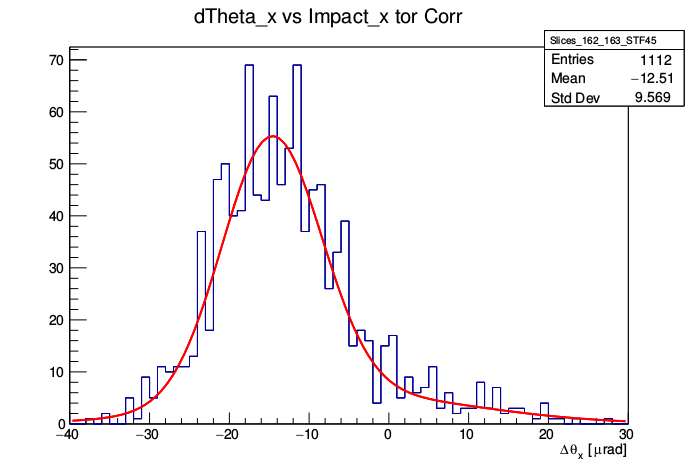 dTheta_x vs Impact_x tor Corr
Slices_162_163_STF45
Entries 1112
Mean −12.51
Std Dev 9.569
70
60
50
40
30
20
10
0
−40 −30 −20 −10 0 10 20 30
Δθx [μrad]